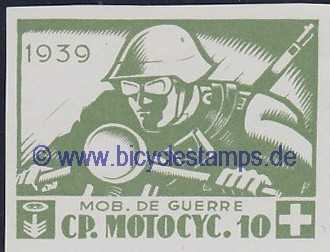 1939
© www.bicyclestamps.de
MOB. DE GUERRE
CP. MOTOCYC. 10